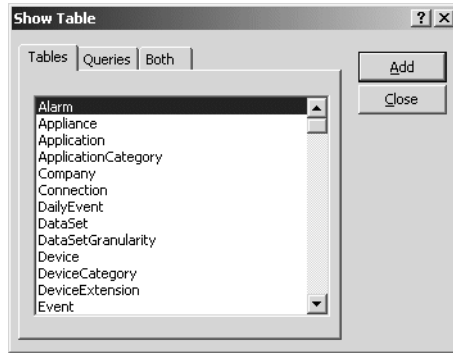 Show Table
Tables Queries Both
Add
Close
Alarm
Appliance
Application
ApplicationCategory
Company
Connection
DailyEvent
DataSet
DataSetGranularity
Device
DeviceCategory
DeviceExtension
Event